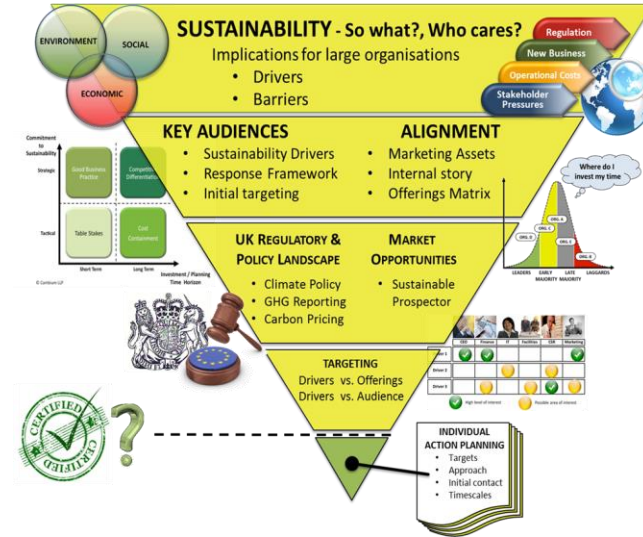 SUSTAINABILITY - So what?, Who cares?
Implications for large organisations
• Drivers
• Barriers
ENVIRONMENT
SOCIAL
ECONOMIC
Regulation
New Business
Operational Costs
Stakeholder
Pressures
KEY AUDIENCES
• Sustainability Drivers
• Response Framework
• Initial targeting
ALIGNMENT
• Marketing Assets
• Internal story
• Offerings Matrix
Commitment
to
Sustainability
Strategic
Tactical
Good Business
Practice
Table Stakes
Cost
Containment
Short Term
Long Term
Investment / Planning
Time Horizon
Where do I
invest my time
LEADERS
EARLY
MAJORITY
LATE
MAJORITY
LAGGARDS
UK REGULATORY &
POLICY LANDSCAPE
• Climate Policy
• GHG Reporting
• Carbon Pricing
MARKET
OPPORTUNITIES
• Sustainable
Prospector
TARGETING
Drivers vs. Offerings
Drivers vs. Audience
CEO
Finance
IT
Facilities
CSR
Marketing
Driver 2
Driver 3
High level of interest
Possible area of interest
CERTIFIED
CERTIFIED
?
INDIVIDUAL
ACTION PLANNING
• Targets
• Approach
• Initial contact
• Timescales